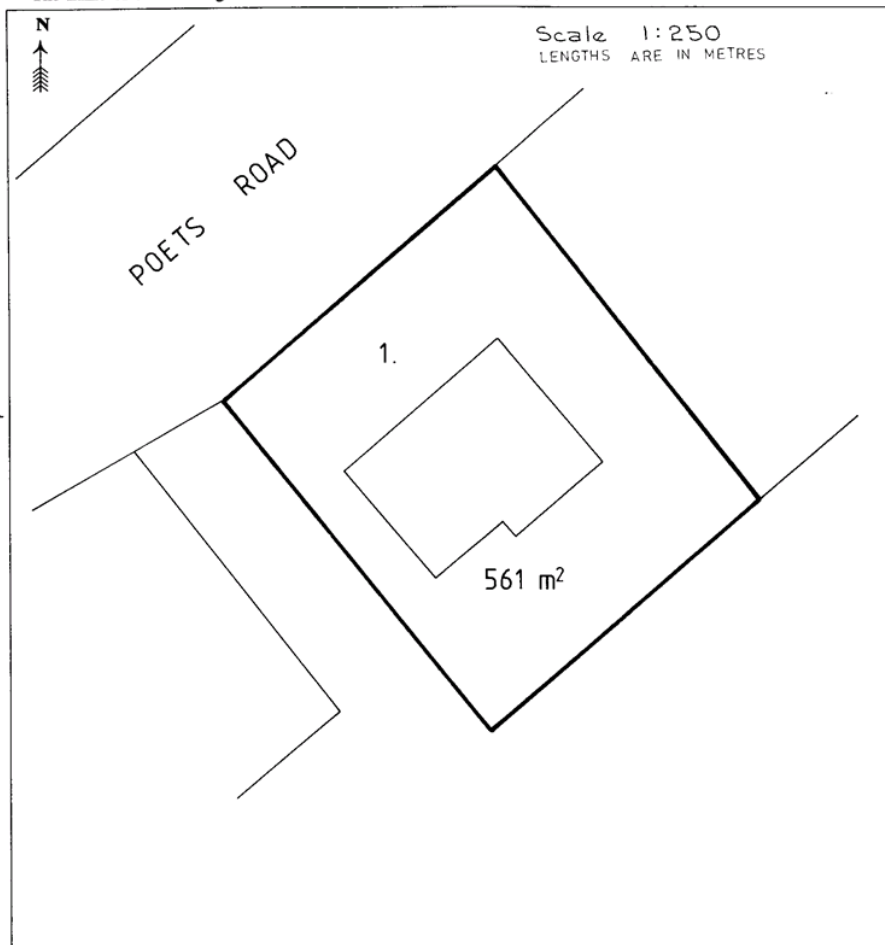 N
Scale 1:250
LENGTHS ARE IN METRES
POETS ROAD
1.
561 m²